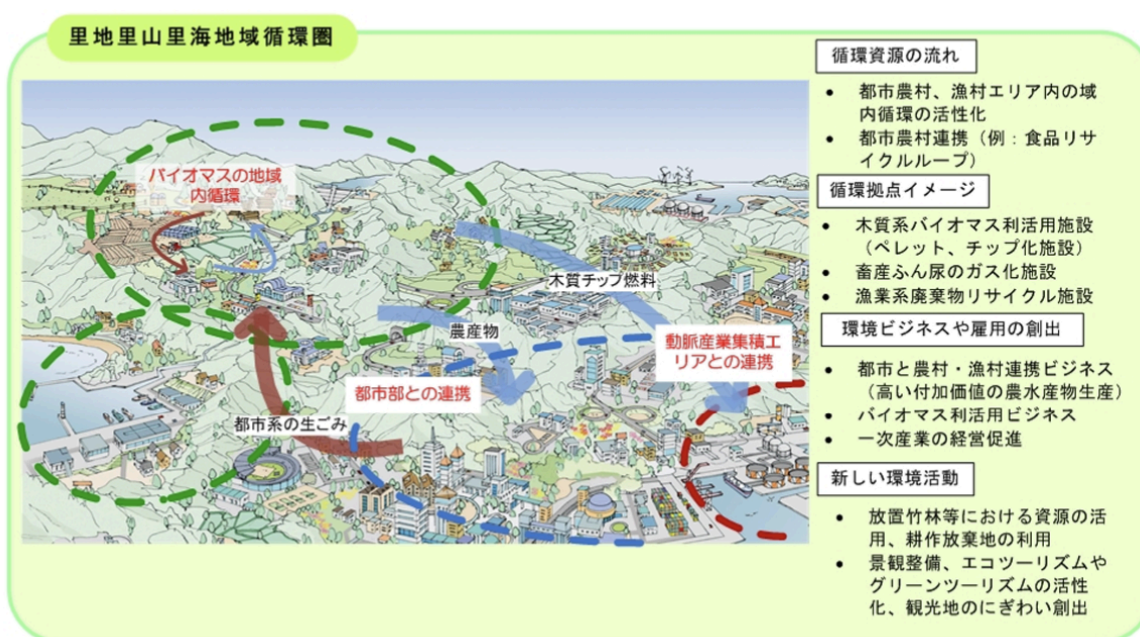 里地里山里海地域循環圏
バイオマスの地域
内循環
木質チップ燃料
農産物
動脈産業集積エ
リアとの連携
都市部との連携
都市系の生ごみ
循環資源の流れ
• 都市農村、漁村エリア内の域
内循環の活性化
• 都市農村連携（例：食品リサ
イクルループ）
循環拠点イメージ
• 木質系バイオマス利活用施設
（ペレット、チップ化施設）
• 畜産ふん尿のガス化施設
• 漁業系廃棄物リサイクル施設
環境ビジネスや雇用の創出
• 都市と農村・漁村連携ビジネス
（高い付加価値の農水産物生産）
• バイオマス利活用ビジネス
• 一次産業の経営促進
新しい環境活動
• 放置竹林等における資源の活
用、耕作放棄地の利用
• 景観整備、エコツーリズムや
グリーンツーリズムの活性
化、観光地のにぎわい創出